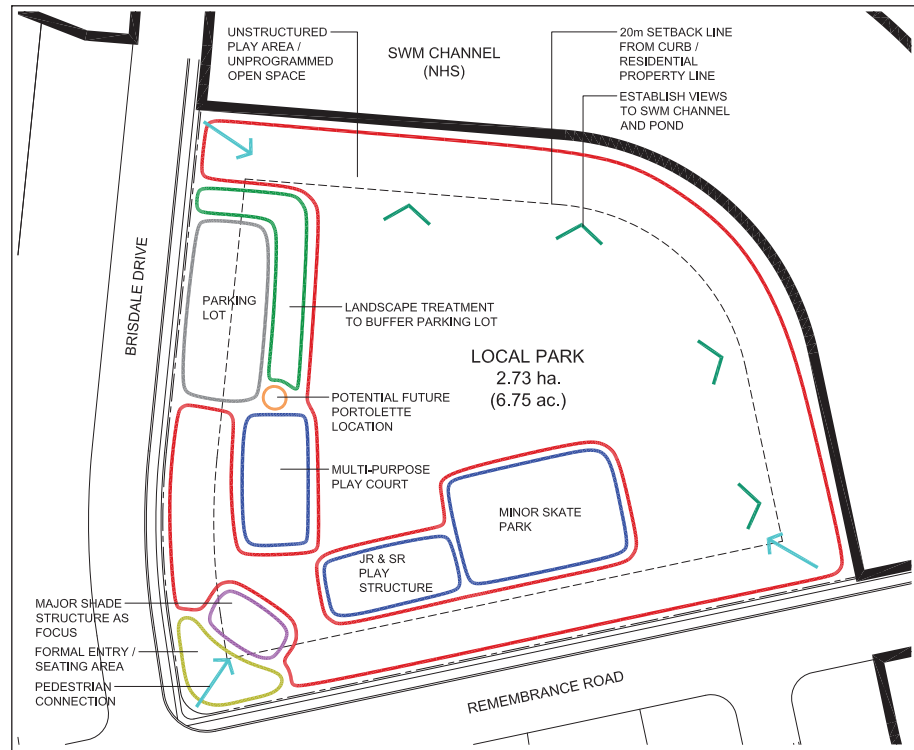 UNSTRUCTURED
PLAY AREA /
UNPROGRAMMED
OPEN SPACE
SWM CHANNEL
(NHS)
20m SETBACK LINE
FROM CURB /
RESIDENTIAL
PROPERTY LINE
ESTABLISH VIEWS
TO SWM CHANNEL
AND POND
BRISDALE DRIVE
PARKING
LOT
LANDSCAPE TREATMENT
TO BUFFER PARKING LOT
LOCAL PARK
2.73 ha.
(6.75 ac.)
POTENTIAL FUTURE
PORTOLETTE
LOCATION
MULTI-PURPOSE
PLAY COURT
MINOR SKATE
PARK
JR & SR
PLAY
STRUCTURE
MAJOR SHADE
STRUCTURE AS
FOCUS
FORMAL ENTRY /
SEATING AREA
PEDESTRIAN
CONNECTION
REMEMBRANCE ROAD